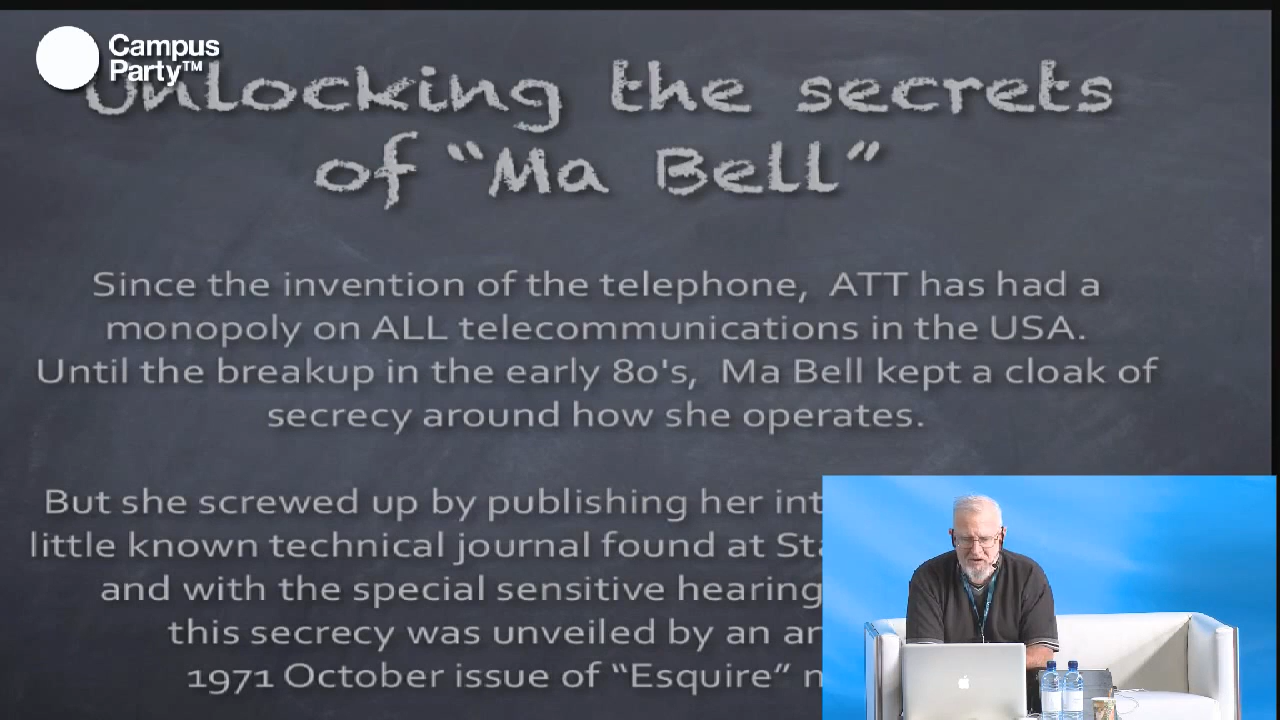 Campus
Party™
Unlocking the secrets
of “Ma Bell”
Since the invention of the telephone, ATT has had a
monopoly on ALL telecommunications in the USA.
Until the breakup in the early 80's, Ma Bell kept a cloak of
secrecy around how she operates.
But she screwed up by publishing her
little known technical journal found at
and with the special sensitive hearing
this secrecy was unveiled by an
1971 October issue of “Esquire”